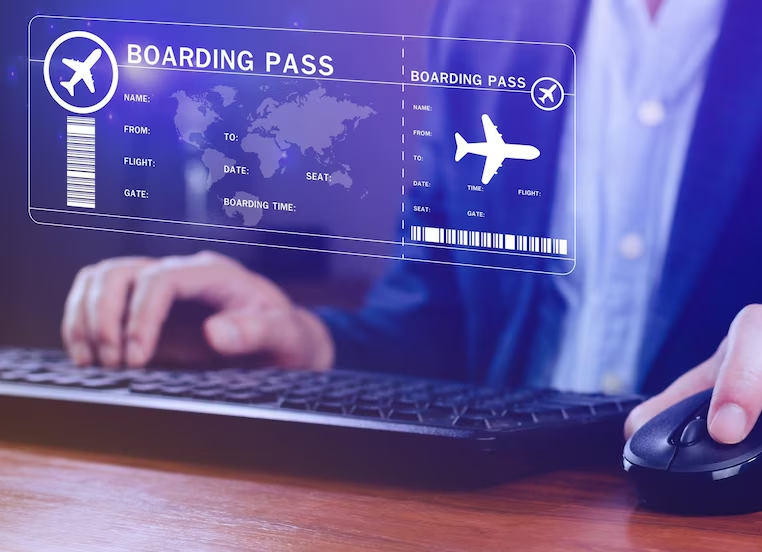 BOARDING PASS
NAME:
FROM:
TO:
FLIGHT:
DATE:
SEAT:
GATE:
BOARDING TIME:
BOARDING PASS
NAME:
FROM:
TO:
DATE:
TIME:
FLIGHT:
SEAT:
GATE: